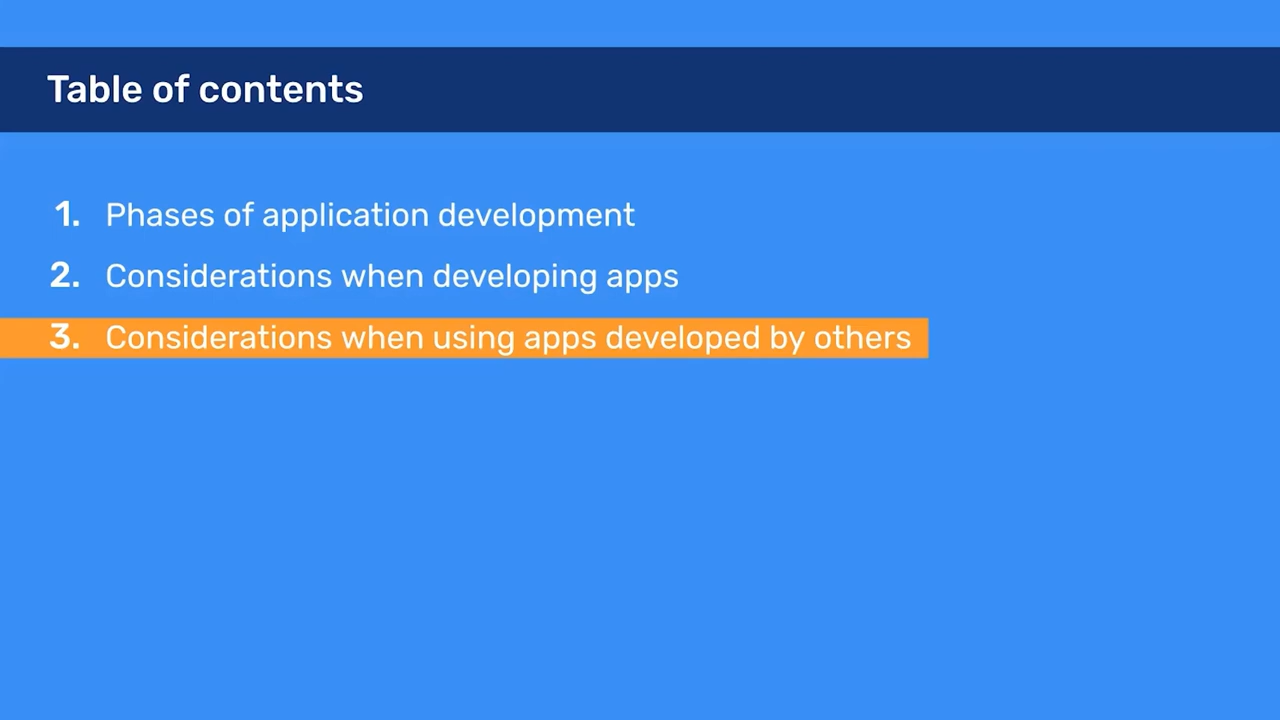 Table of contents
1. Phases of application development
2. Considerations when developing apps
3. Considerations when using apps developed by others